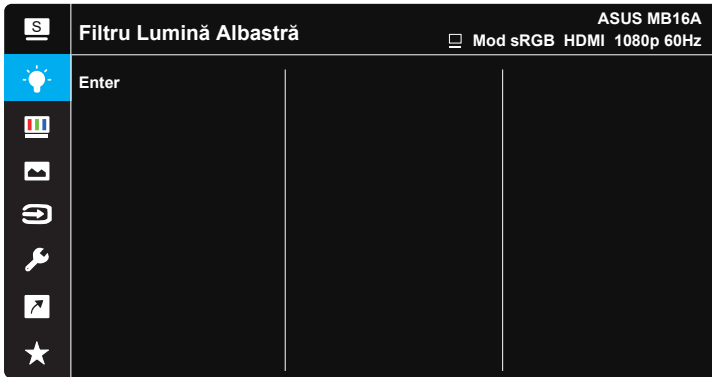 S
Filtru Lumină Albastră
ASUS MB16A
Mod sRGB HDMI 1080p 60Hz
Enter